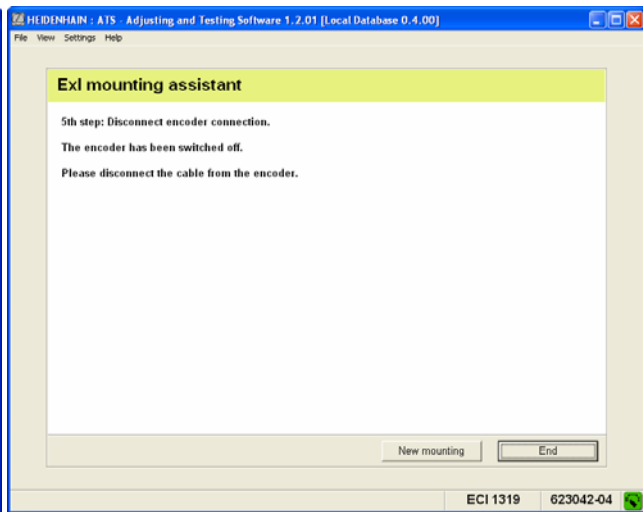 HEIDENHAIN : ATS - Adjusting and Testing Software 1.2.01 [Local Database 0.4.00]
File View Settings Help
ExI mounting assistant
5th step: Disconnect encoder connection.
The encoder has been switched off.
Please disconnect the cable from the encoder.
New mounting End
ECI 1319 623042-04